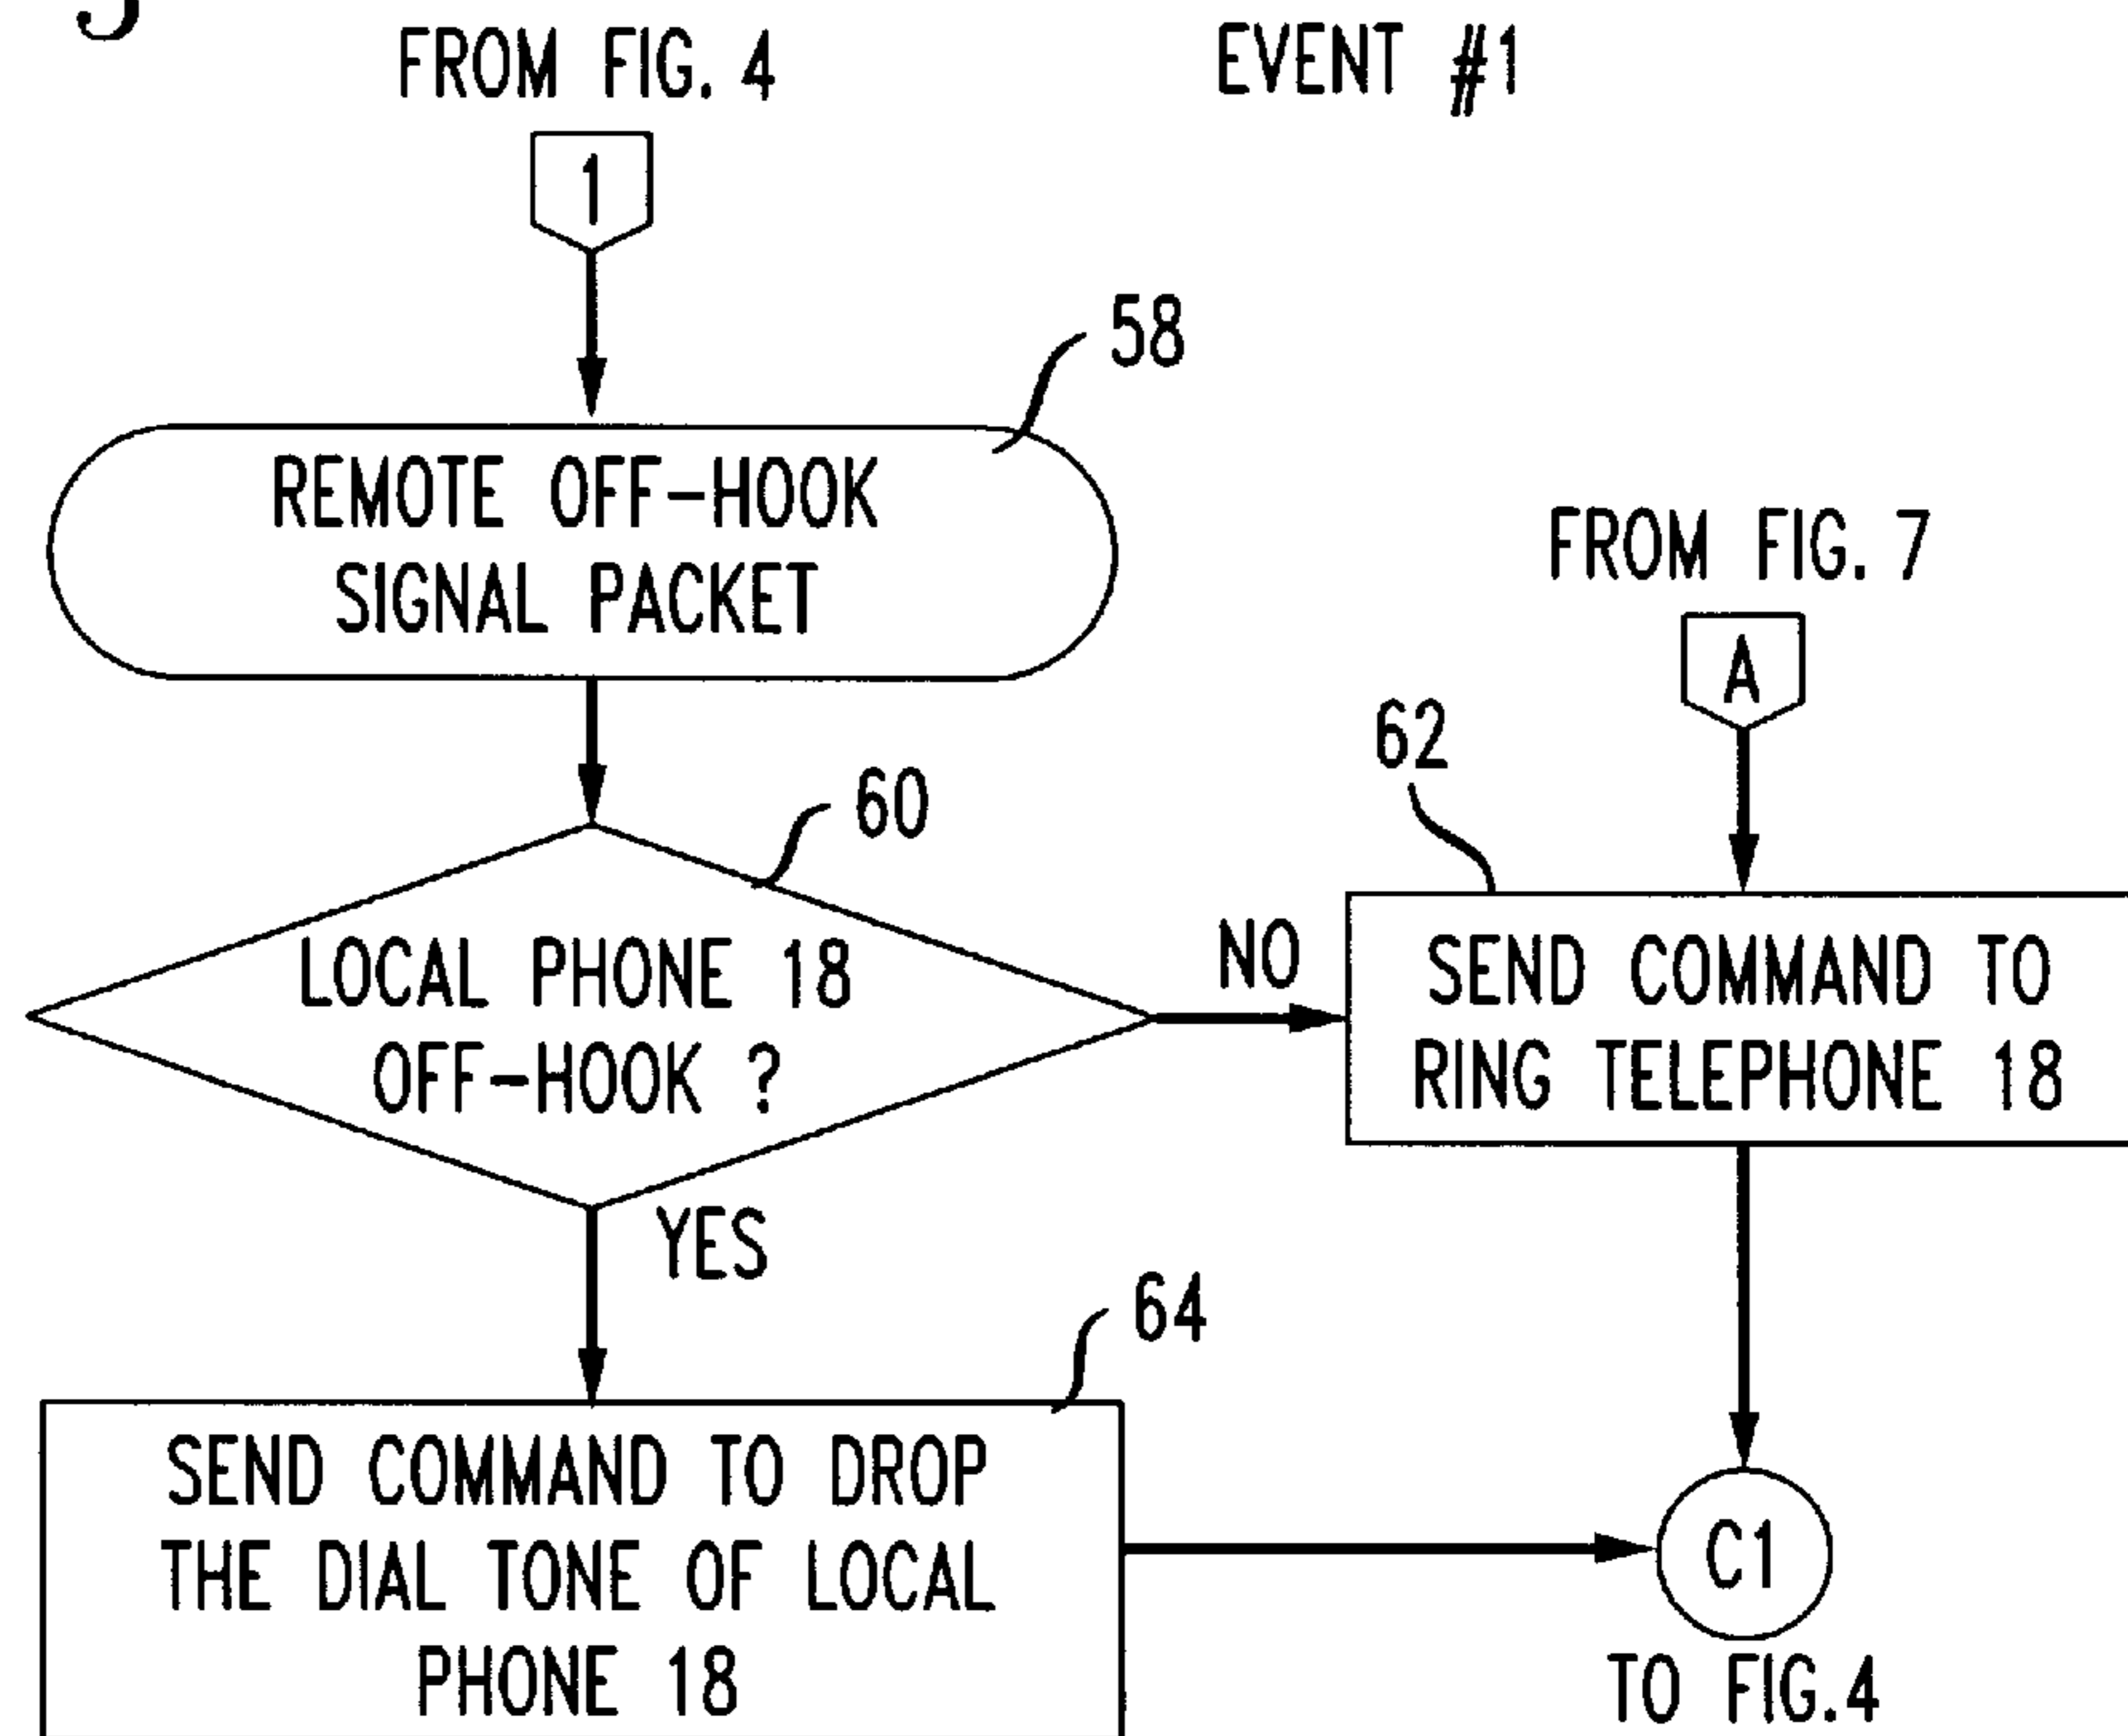 FROM FIG. 4
EVENT #1
1
58
REMOTE OFF-HOOK
SIGNAL PACKET
FROM FIG. 7
A
62
60
LOCAL PHONE 18
OFF-HOOK ?
NO
SEND COMMAND TO
RING TELEPHONE 18
YES
64
SEND COMMAND TO DROP
THE DIAL TONE OF LOCAL
PHONE 18
C1
TO FIG.4